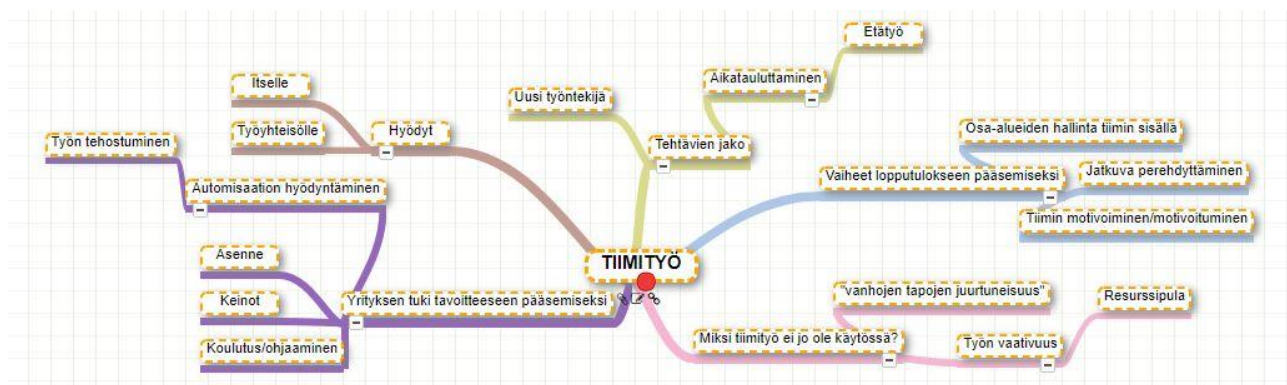 Etätyö
Itselle
Aikatauluttaminen
Uusi työntekijä
Työyhteisölle
Hyödyt
Osa-alueiden hallinta tiimin sisällä
Työn tehostuminen
Tehtävien jako
Vaiheet lopputulokseen pääsemiseksi
Jatkuva perehdyttäminen
Automisaation hyödyntäminen
Tiimin motivoiminen/motivoituminen
Asenne
TIIMITYÖ
Keinot
Yrityksen tuki tavoitteeseen pääsemiseksi
"vanhojen tapojen juurtuneisuus"
Resurssipula
Koulutus/ohjaaminen
Miksi tiimityö ei jo ole käytössä?
Työn vaativuus